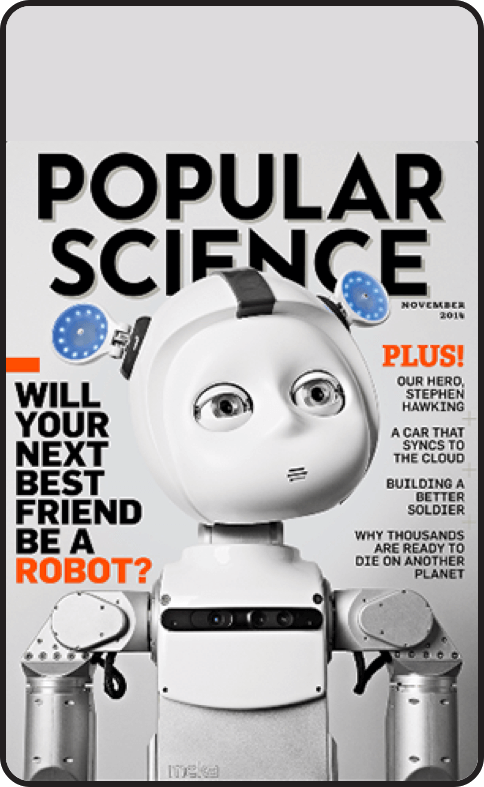 POPULAR
SCIENCE
NOVEMBER
2014
WILL
YOUR
NEXT
BEST
FRIEND
BE A
ROBOT?
PLUS!
OUR HERO,
STEPHEN
HAWKING
A CAR THAT
SYNCS TO
THE CLOUD
BUILDING A
BETTER
SOLDIER
WHY THOUSANDS
ARE READY TO
DIE ON ANOTHER
PLANET
meka